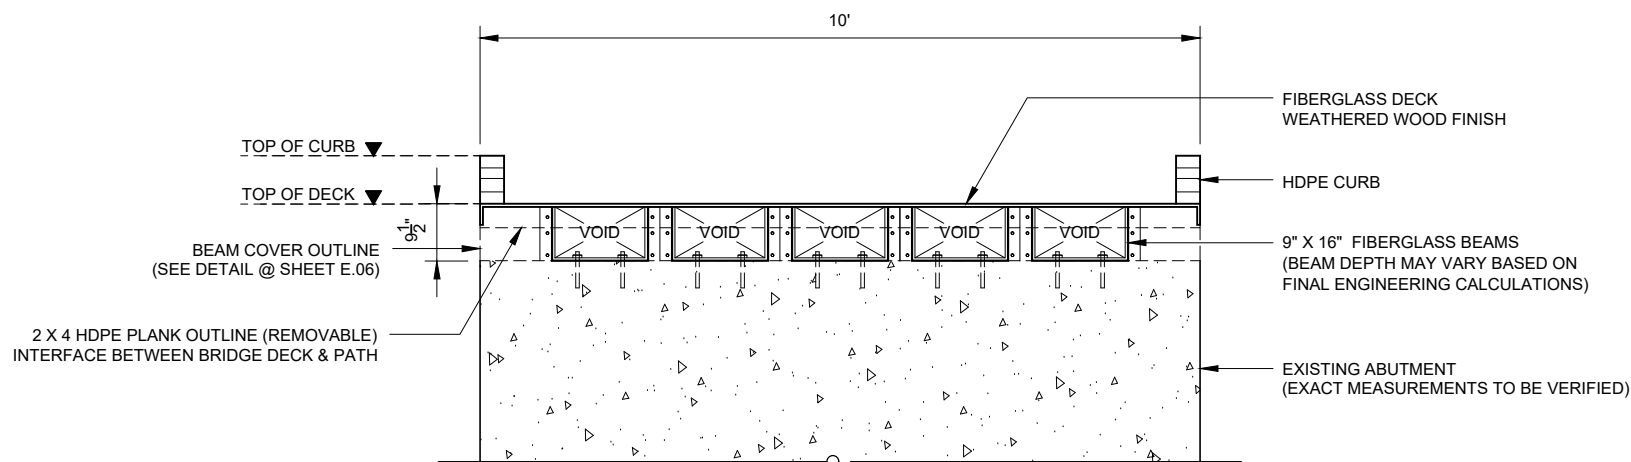 10'
FIBERGLASS DECK
WEATHERED WOOD FINISH
TOP OF CURB
HDPE CURB
TOP OF DECK
9 1/2"
VOID VOID VOID VOID VOID
BEAM COVER OUTLINE
(SEE DETAIL @ SHEET E.06)
9" X 16" FIBERGLASS BEAMS
(BEAM DEPTH MAY VARY BASED ON
FINAL ENGINEERING CALCULATIONS)
2 X 4 HDPE PLANK OUTLINE (REMOVABLE)
INTERFACE BETWEEN BRIDGE DECK & PATH
EXISTING ABUTMENT
(EXACT MEASUREMENTS TO BE VERIFIED)